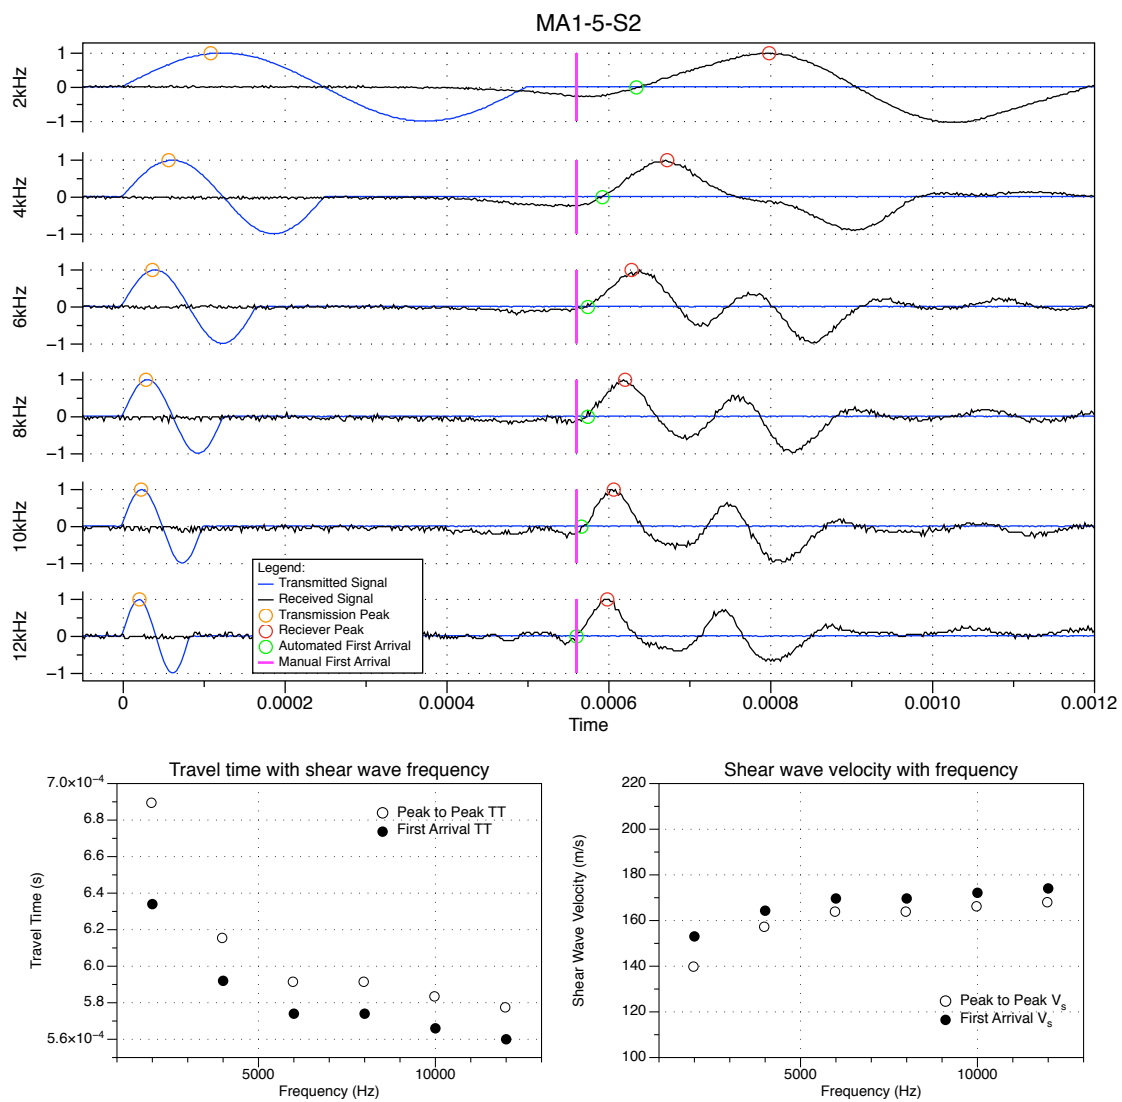 MA1-5-S2
2kHz
1
0
−1
4kHz
1
0
−1
6kHz
1
0
−1
8kHz
1
0
−1
10kHz
1
0
−1
12kHz
1
0
−1
Legend:
Transmitted Signal
Received Signal
Transmission Peak
Reciever Peak
Automated First Arrival
Manual First Arrival
0 0.0002 0.0004 0.0006 0.0008 0.0010 0.0012
Time
Travel time with shear wave frequency
Travel Time (s)
7.0×10⁻⁴
6.8
6.6
6.4
6.2
6.0
5.8
5.6×10⁻⁴
Peak to Peak TT
First Arrival TT
5000 10000
Frequency (Hz)
Shear wave velocity with frequency
Shear Wave Velocity (m/s)
220
200
180
160
140
120
100
Peak to Peak Vₛ
First Arrival Vₛ
5000 10000
Frequency (Hz)